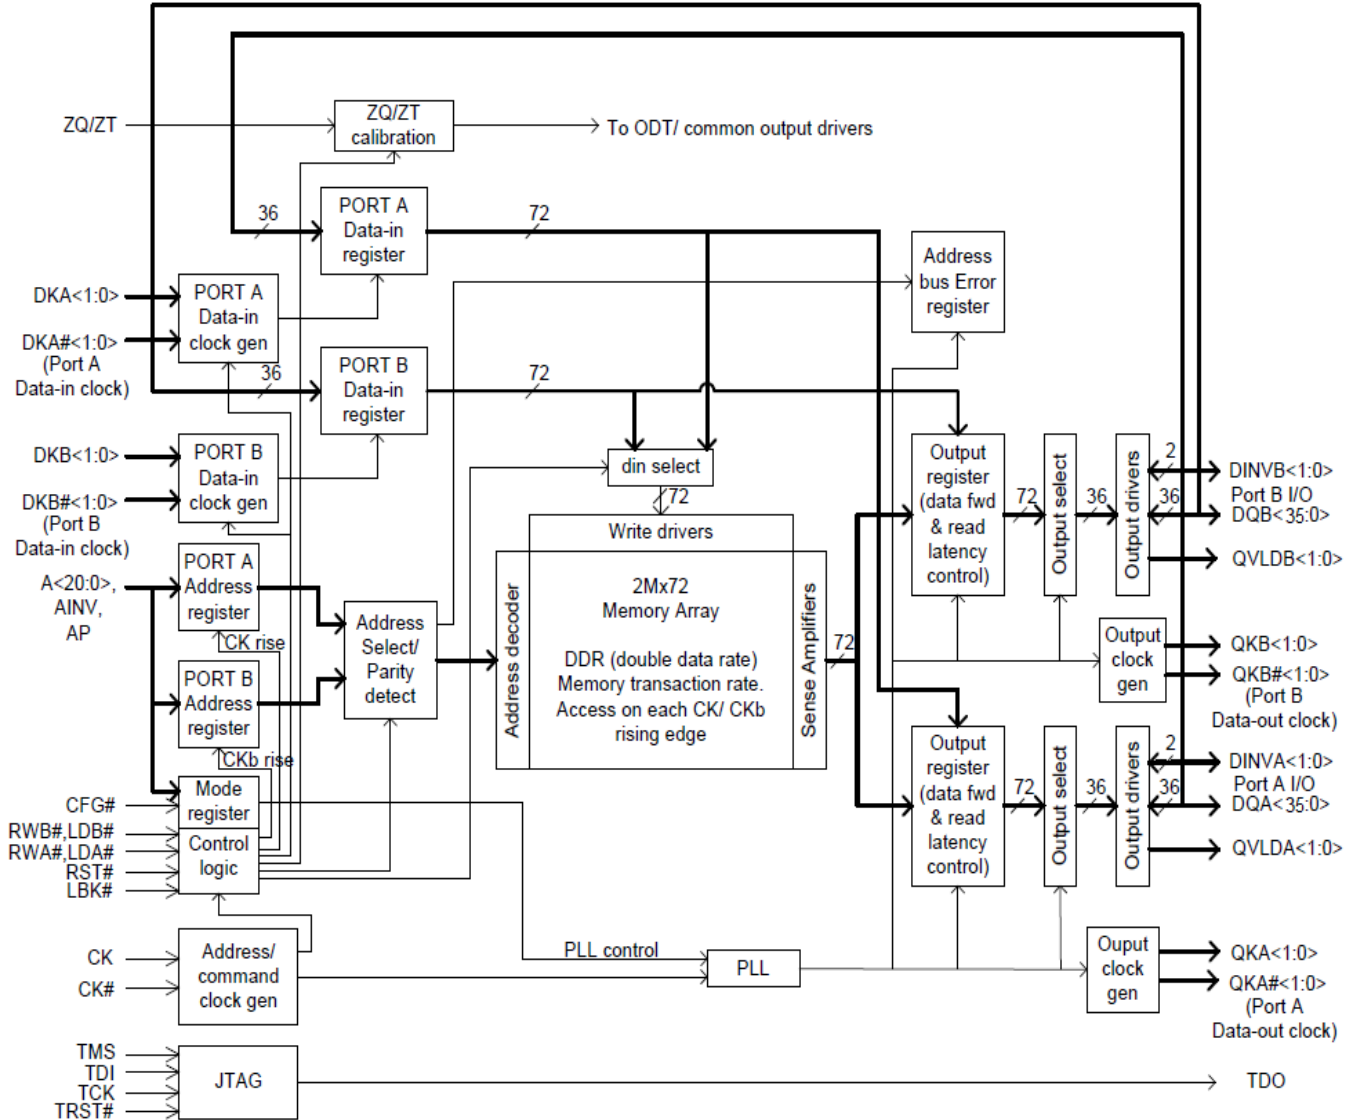 ZQ/ZT
ZQ/ZT
calibration
To ODT/ common output drivers
36
PORT A
Data-in
register
72
Address
bus Error
register
DKA<1:0>
DKA#<1:0>
(Port A
Data-in clock)
PORT A
Data-in
clock gen
36
PORT B
Data-in
register
72
DKB<1:0>
DKB#<1:0>
(Port B
Data-in clock)
PORT B
Data-in
clock gen
din select
72
Write drivers
Output
register
(data fwd
& read
latency
control)
72
Output select
36
Output drivers
2
36
DINVB<1:0>
Port B I/O
DQB<35:0>
QVLDB<1:0>
A<20:0>,
AINV,
AP
PORT A
Address
register
CK rise
PORT B
Address
register
CKb rise
Address
Select/
Parity
detect
Address decoder
2Mx72
Memory Array
DDR (double data rate)
Memory transaction rate.
Access on each CK/ CKb
rising edge
Sense Amplifiers
72
Output
clock
gen
QKB<1:0>
QKB#<1:0>
(Port B
Data-out clock)
Mode
register
Control
logic
CFG#
RWB#,LDB#
RWA#,LDA#
RST#
LBK#
Output
register
(data fwd
& read
latency
control)
72
Output select
36
Output drivers
2
36
DINVA<1:0>
Port A I/O
DQA<35:0>
QVLDA<1:0>
CK
CK#
Address/
command
clock gen
PLL control
PLL
Ouput
clock
gen
QKA<1:0>
QKA#<1:0>
(Port A
Data-out clock)
TMS
TDI
TCK
TRST#
JTAG
TDO